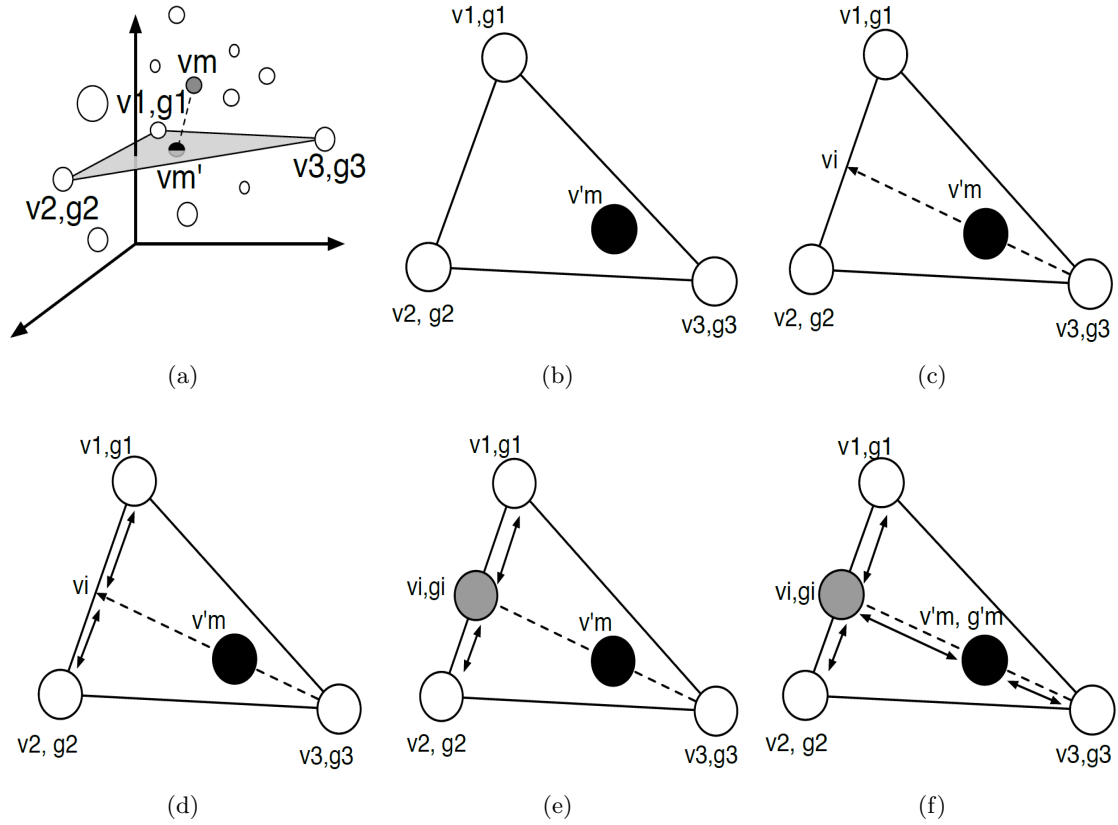 vm
v1,g1
vm'
v3,g3
v2,g2
(a)
v1,g1
v'm
v2, g2
v3,g3
(b)
v1,g1
vi
v'm
v2, g2
v3,g3
(c)
v1,g1
vi
v'm
v2, g2
v3,g3
(d)
v1,g1
vi,gi
v'm
v2, g2
v3,g3
(e)
v1,g1
vi,gi
v'm, g'm
v2, g2
v3,g3
(f)